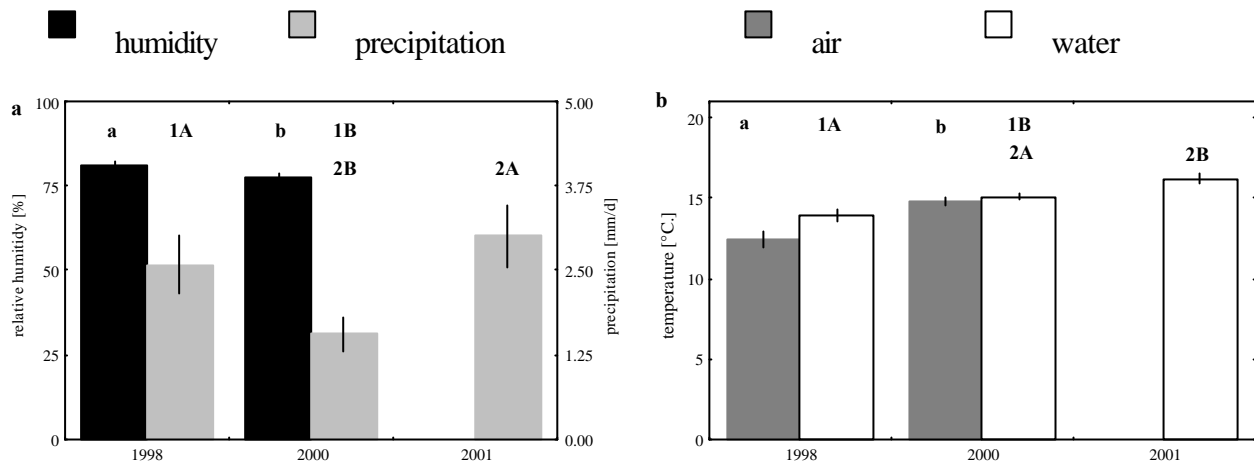 humidity
precipitation
air
water
a
100
75
50
25
0
relative humitidy [%]
a
1A
b
1B
2B
2A
5.00
3.75
2.50
1.25
0.00
precipitation [mm/d]
1998
2000
2001
b
20
15
10
5
0
temperature [°C.]
a
1A
b
1B
2A
2B
1998
2000
2001